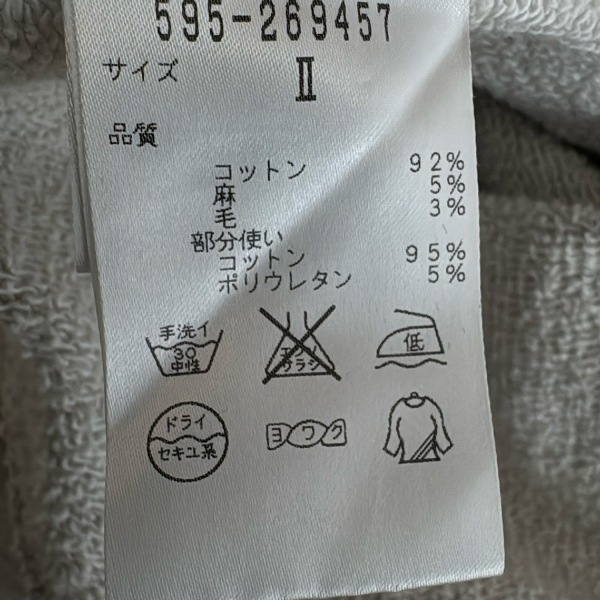 595-269457
サイズ Ⅱ
品質
コットン 92%
麻 5%
毛 3%
部分使い
コットン 95%
ポリウレタン 5%
手洗イ
30
中性
エンソ
サラシ
低
ドライ
セキユ系
ヨワク